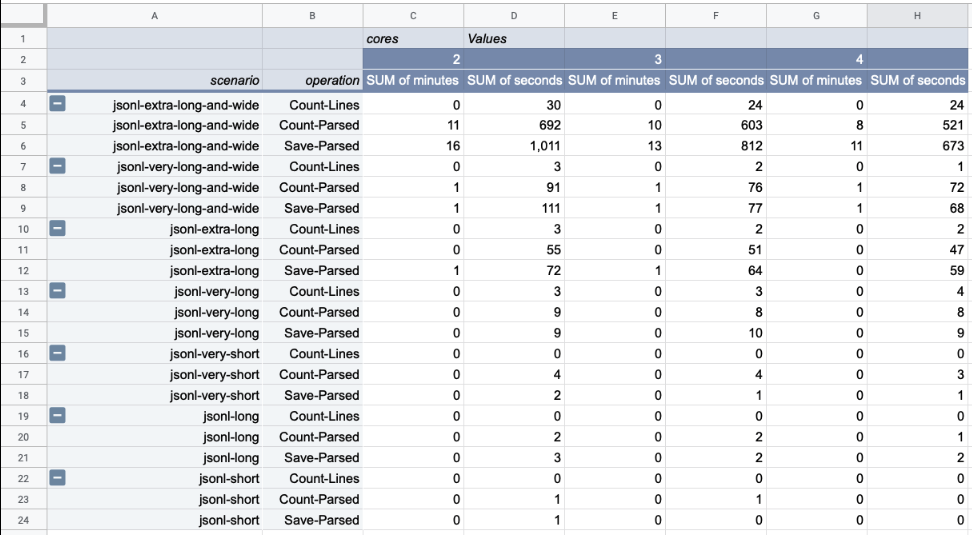 A B C D E F G H
1 cores Values
2 2 3 4
3 scenario operation SUM of minutes SUM of seconds SUM of minutes SUM of seconds SUM of minutes SUM of seconds
4 jsonl-extra-long-and-wide Count-Lines 0 30 0 24 0 24
5 jsonl-extra-long-and-wide Count-Parsed 11 692 10 603 8 521
6 jsonl-extra-long-and-wide Save-Parsed 16 1,011 13 812 11 673
7 jsonl-very-long-and-wide Count-Lines 0 3 0 2 0 1
8 jsonl-very-long-and-wide Count-Parsed 1 91 1 76 1 72
9 jsonl-very-long-and-wide Save-Parsed 1 111 1 77 1 68
10 jsonl-extra-long Count-Lines 0 3 0 2 0 2
11 jsonl-extra-long Count-Parsed 0 55 0 51 0 47
12 jsonl-extra-long Save-Parsed 1 72 1 64 0 59
13 jsonl-very-long Count-Lines 0 3 0 3 0 4
14 jsonl-very-long Count-Parsed 0 9 0 8 0 8
15 jsonl-very-long Save-Parsed 0 9 0 10 0 9
16 jsonl-very-short Count-Lines 0 0 0 0 0 0
17 jsonl-very-short Count-Parsed 0 4 0 4 0 3
18 jsonl-very-short Save-Parsed 0 2 0 1 0 1
19 jsonl-long Count-Lines 0 0 0 0 0 0
20 jsonl-long Count-Parsed 0 2 0 2 0 1
21 jsonl-long Save-Parsed 0 3 0 2 0 2
22 jsonl-short Count-Lines 0 0 0 0 0 0
23 jsonl-short Count-Parsed 0 1 0 1 0 0
24 jsonl-short Save-Parsed 0 1 0 0 0 0